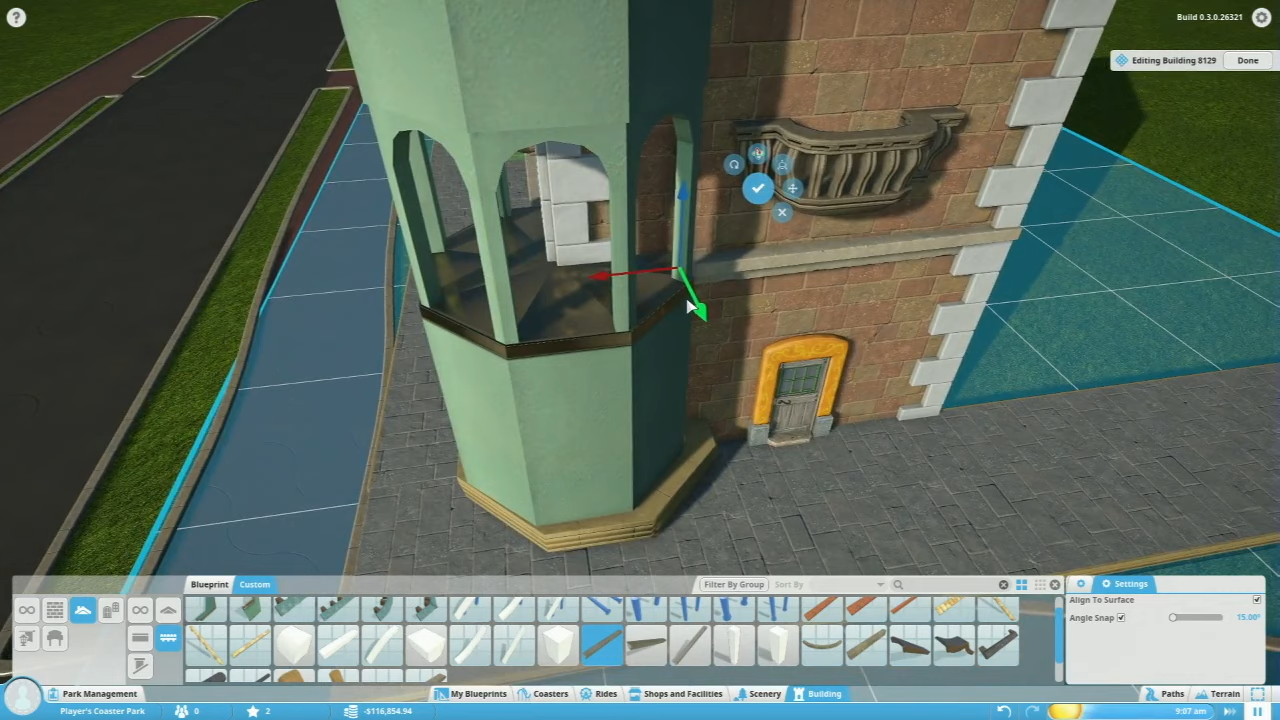 ?
Build 0.3.0.26321
Editing Building 8129
Done
Blueprint
Custom
Filter By Group
Sort By
Settings
Align To Surface
Angle Snap
15.00°
Park Management
My Blueprints
Coasters
Rides
Shops and Facilities
Scenery
Building
Paths
Terrain
Player's Coaster Park
0
2
-$116,854.94
9:07 am